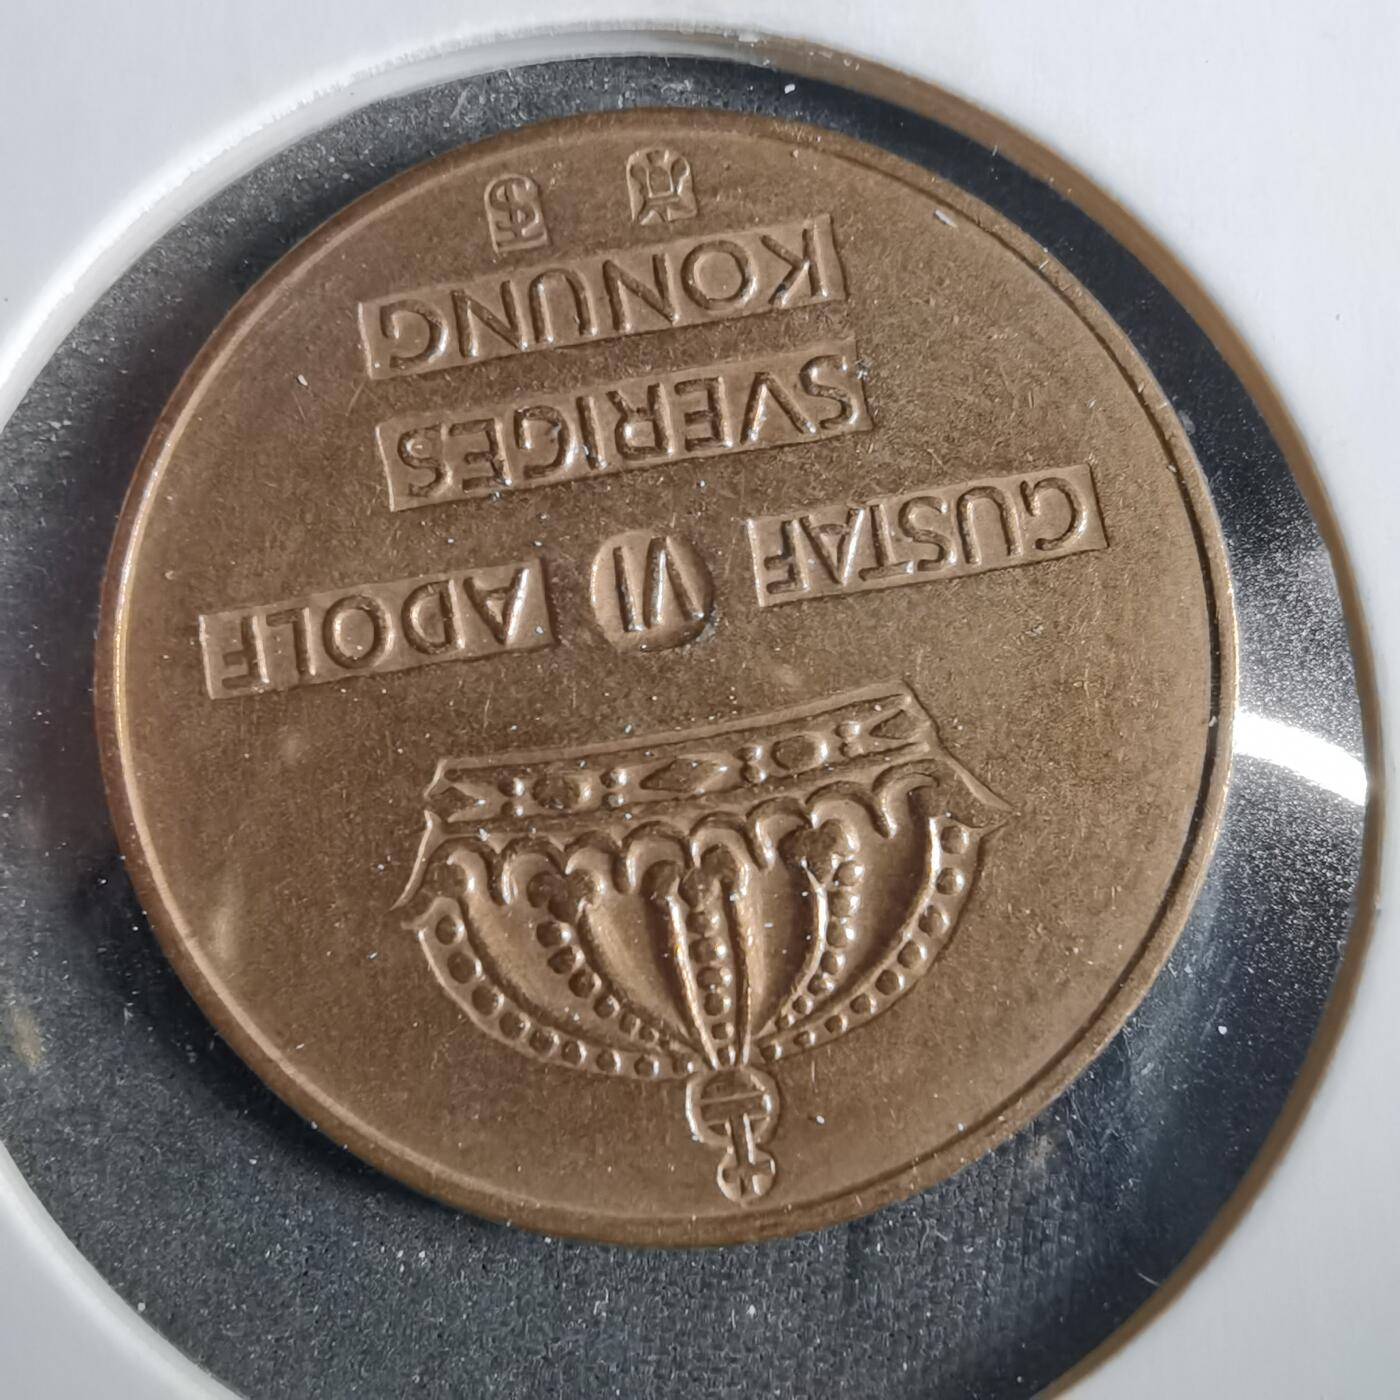 GUSTAF VI ADOLF
SVERIGES
KONUNG
S